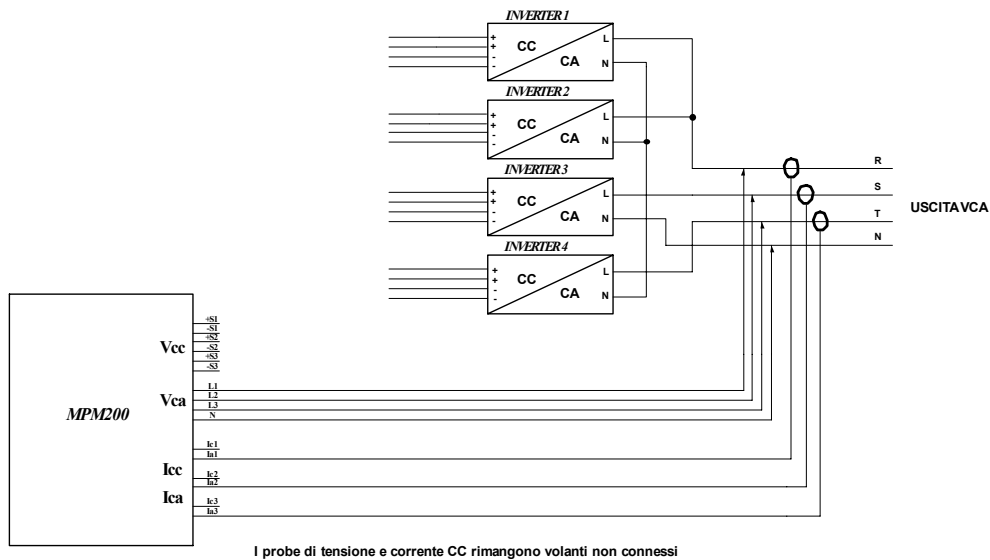 INVERTER 1
+
+
-
-
CC
CA
L
N
INVERTER 2
+
+
-
-
CC
CA
L
N
R
INVERTER 3
+
+
-
-
CC
CA
L
N
S
T
N
USCITA VCA
INVERTER 4
+
+
-
-
CC
CA
L
N
MPM200
Vcc
+S1
-S1
+S2
-S2
+S3
-S3
Vca
L1
L2
L3
N
Icc
Ica
Ic1
Ia1
Ic2
Ia2
Ic3
Ia3
I probe di tensione e corrente CC rimangono volanti non connessi